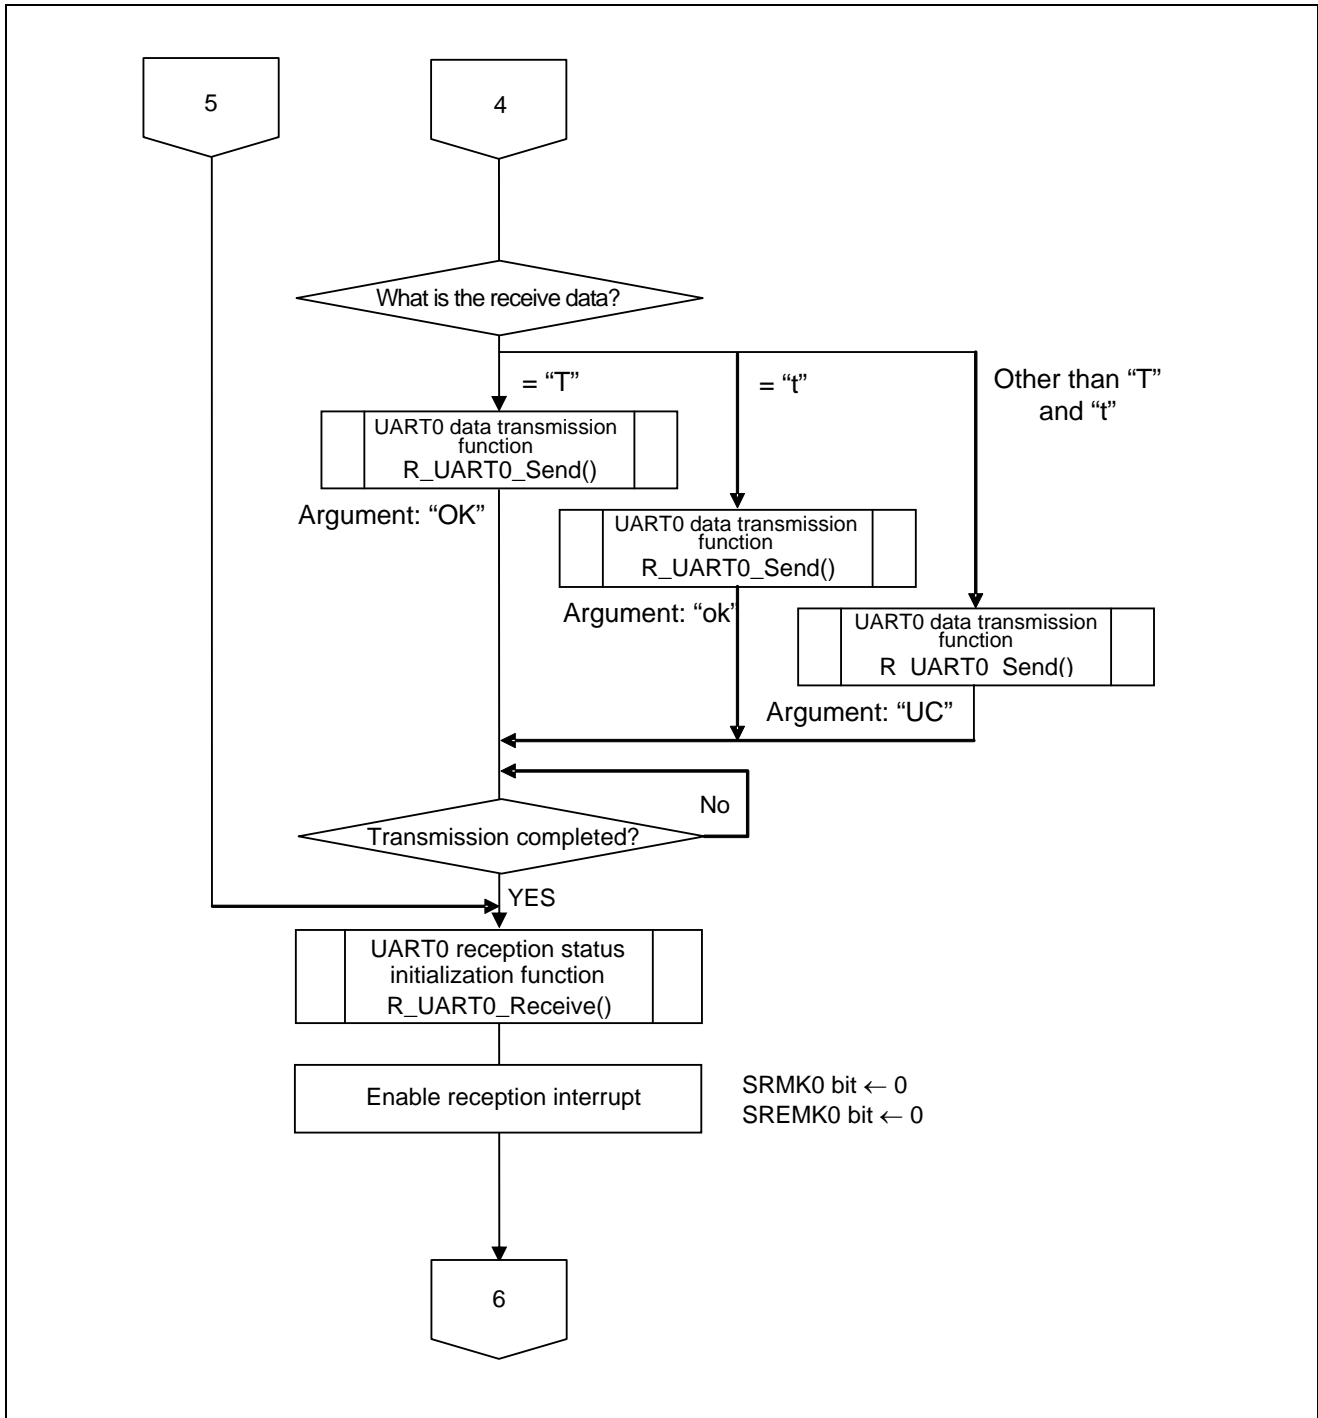 5
4
What is the receive data?
= “T”
= “t”
Other than “T”
and “t”
UART0 data transmission
function
R_UART0_Send()
Argument: “OK”
UART0 data transmission
function
R_UART0_Send()
Argument: “ok”
UART0 data transmission
function
R_UART0_Send()
Argument: “UC”
No
Transmission completed?
YES
UART0 reception status
initialization function
R_UART0_Receive()
Enable reception interrupt
SRMK0 bit ← 0
SREMK0 bit ← 0
6